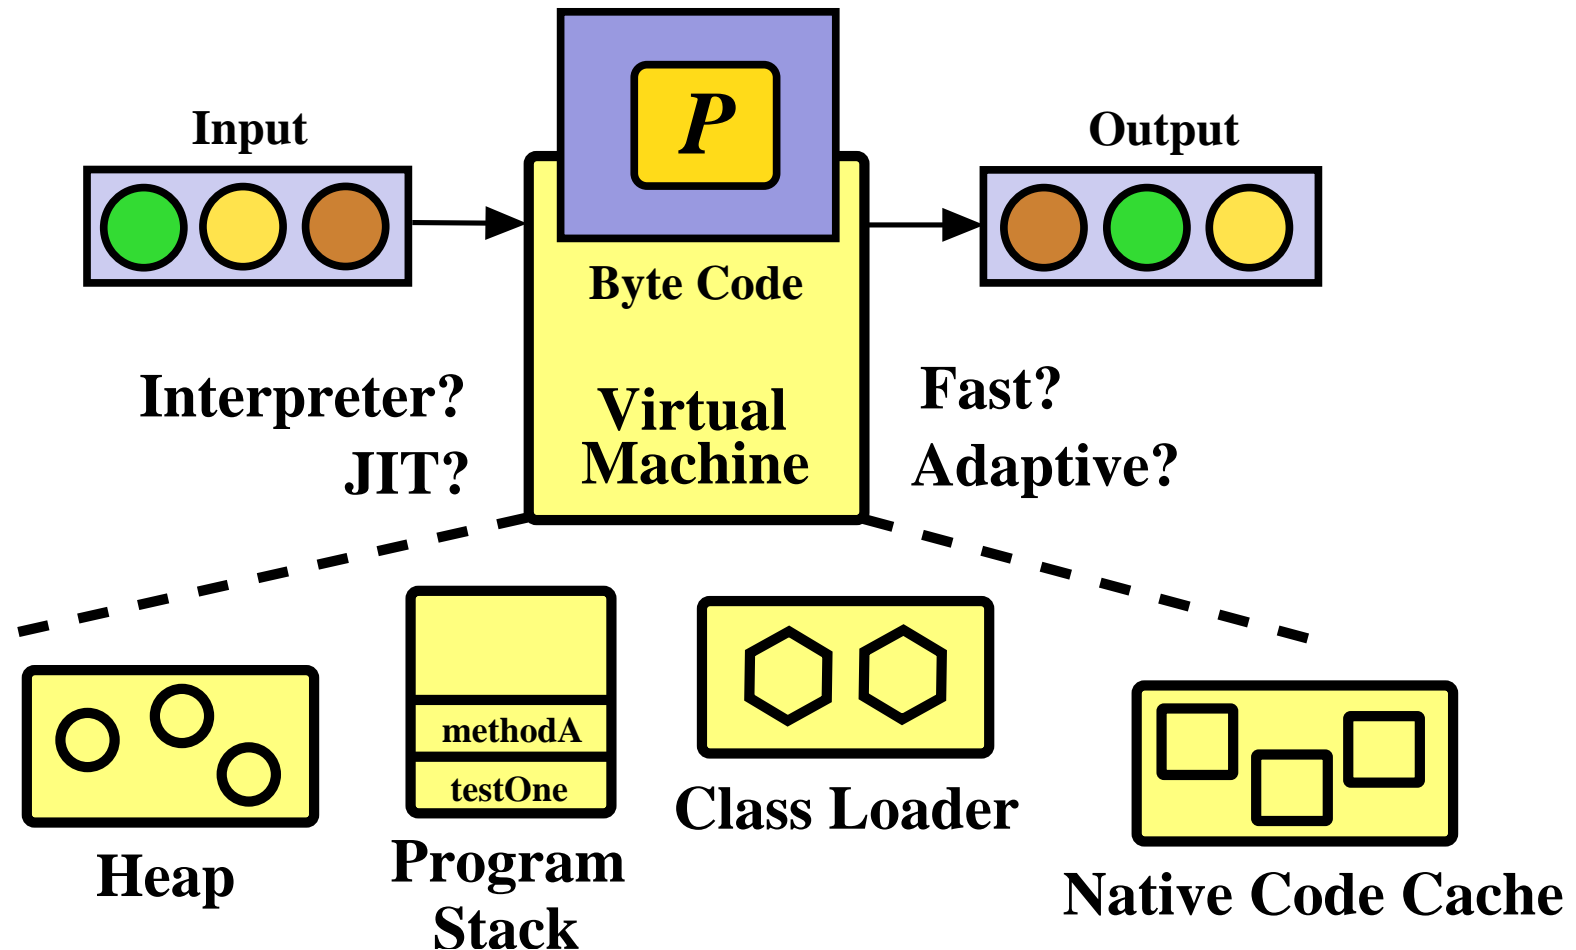 P
Input
Output
Byte Code
Interpreter?
JIT?
Virtual
Machine
Fast?
Adaptive?
methodA
testOne
Heap
Program
Stack
Class Loader
Native Code Cache